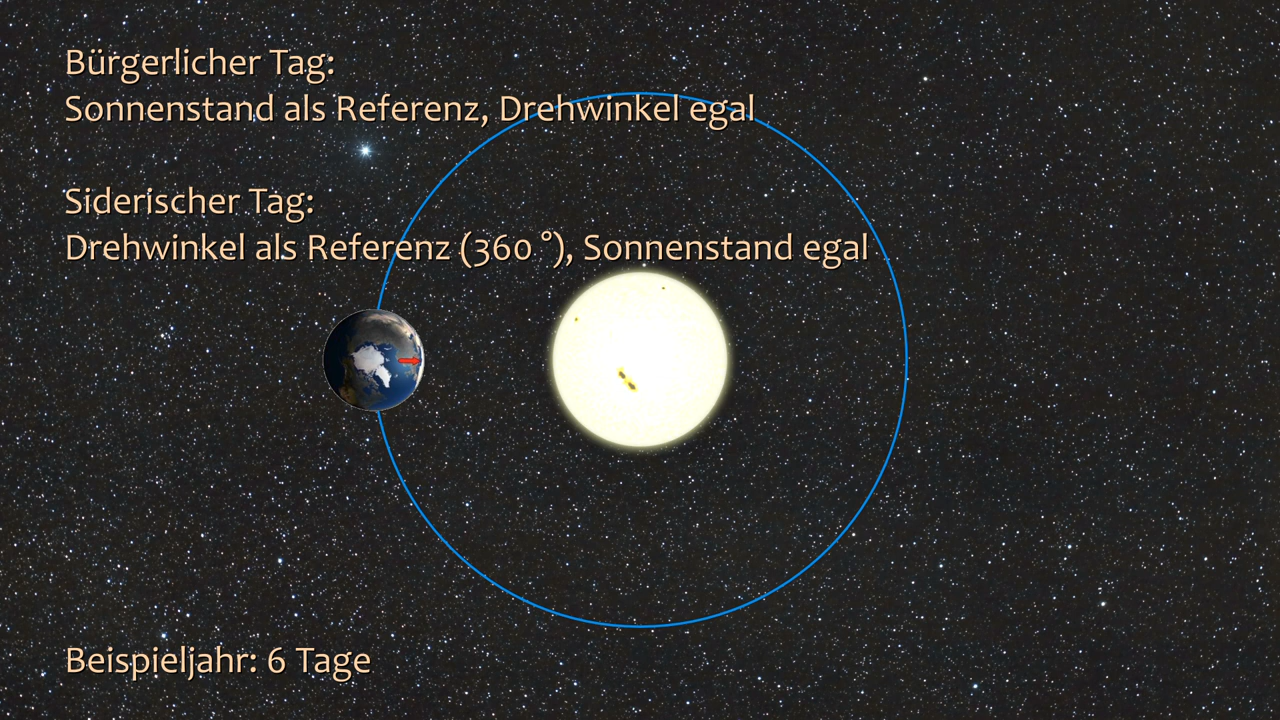 Bürgerlicher Tag:
Sonnenstand als Referenz, Drehwinkel egal
Siderischer Tag:
Drehwinkel als Referenz (360 °), Sonnenstand egal
Beispieljahr: 6 Tage